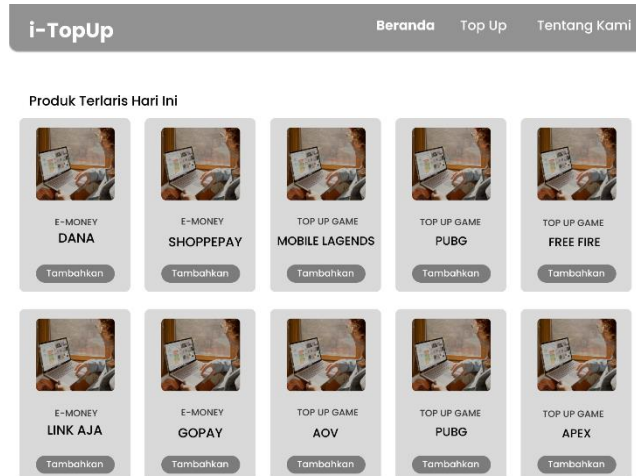 i-TopUp
Beranda Top Up Tentang Kami
Produk Terlaris Hari Ini
E-MONEY E-MONEY TOP UP GAME TOP UP GAME TOP UP GAME
DANA SHOPPEPAY MOBILE LAGENDS PUBG FREE FIRE
Tambahkan Tambahkan Tambahkan Tambahkan Tambahkan
E-MONEY E-MONEY TOP UP GAME TOP UP GAME TOP UP GAME
LINK AJA GOPAY AOV PUBG APEX
Tambahkan Tambahkan Tambahkan Tambahkan Tambahkan